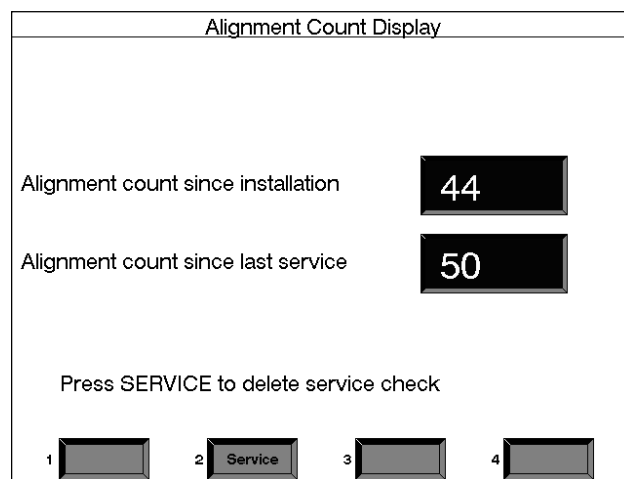 Alignment Count Display
Alignment count since installation 44
Alignment count since last service 50
Press SERVICE to delete service check
1 2 Service 3 4